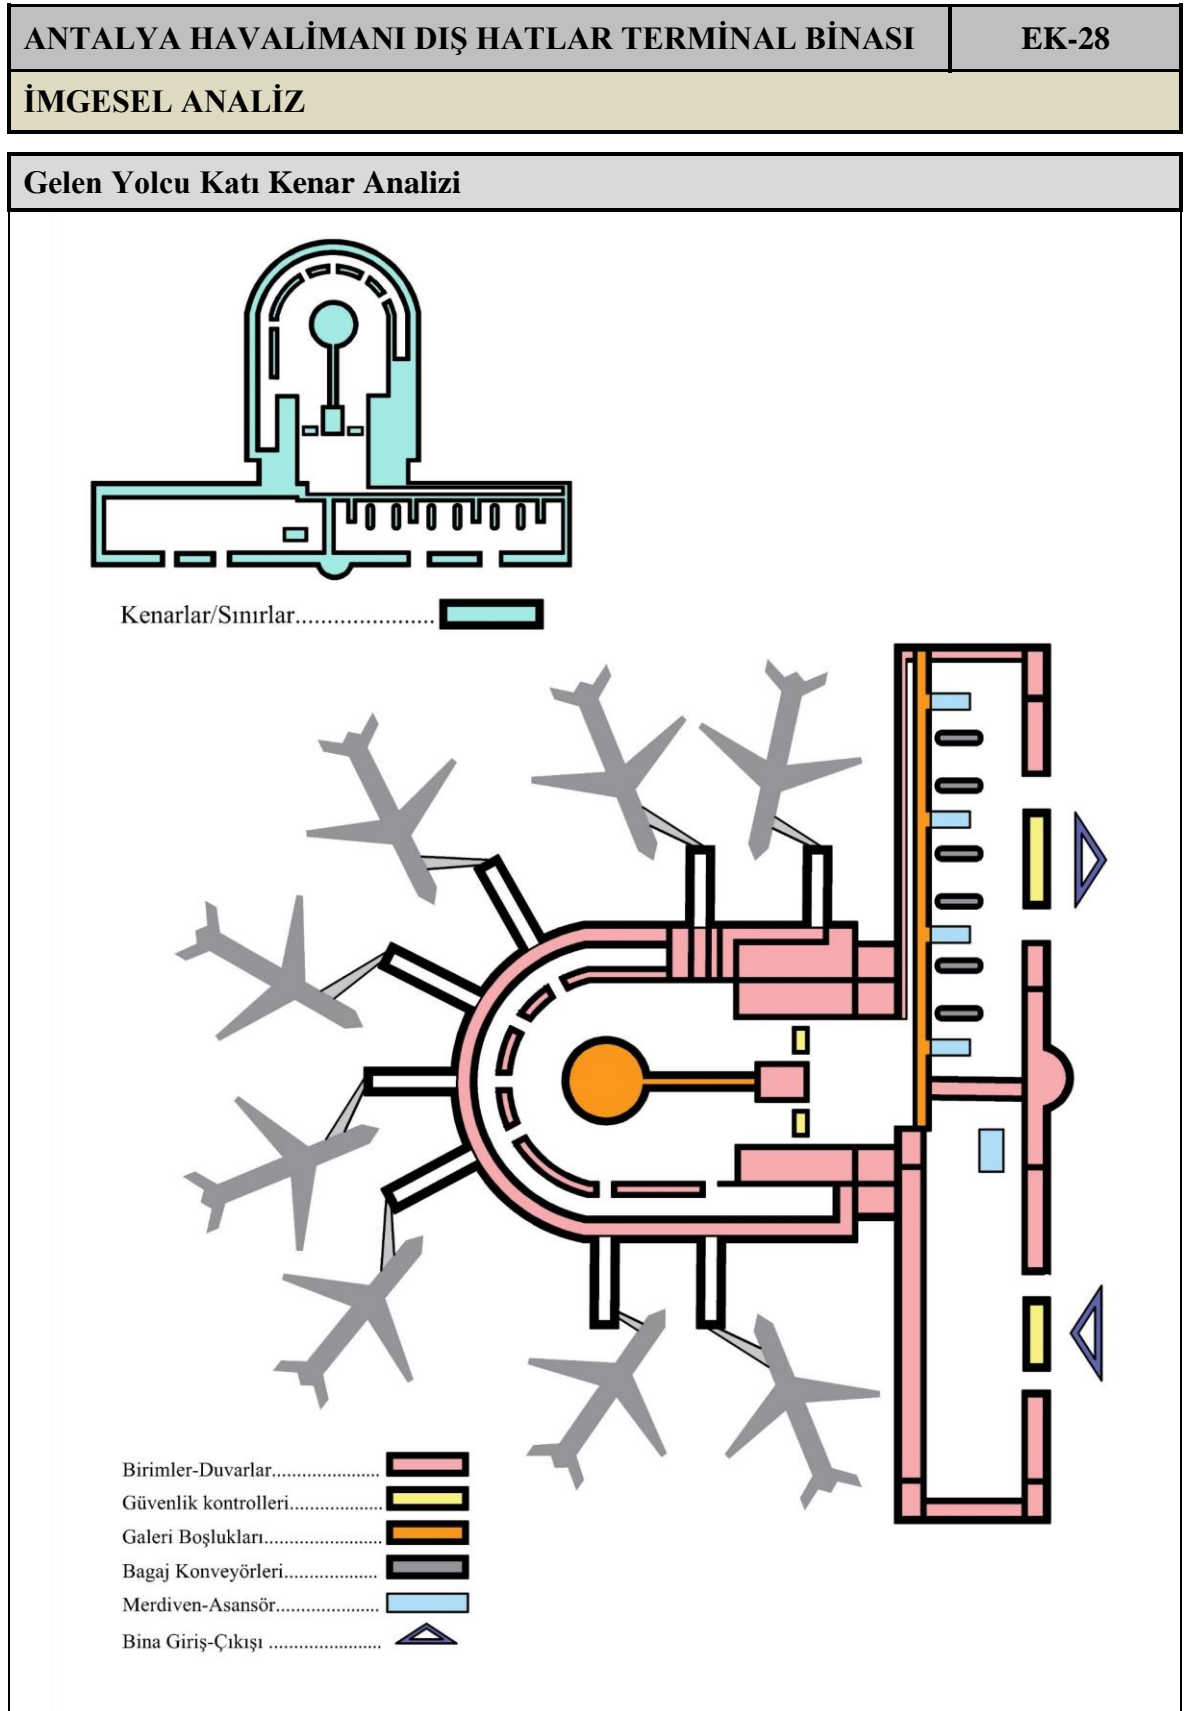 ANTALYA HAVALİMANI DIŞ HATLAR TERMİNAL BİNASI EK-28
İMGESEL ANALİZ
Gelen Yolcu Katı Kenar Analizi
Kenarlar/Sınırlar......................
Birimler-Duvarlar......................
Güvenlik kontrolleri...................
Galeri Boşlukları........................
Bagaj Konveyörleri...................
Merdiven-Asansör.....................
Bina Giriş-Çıkışı .......................